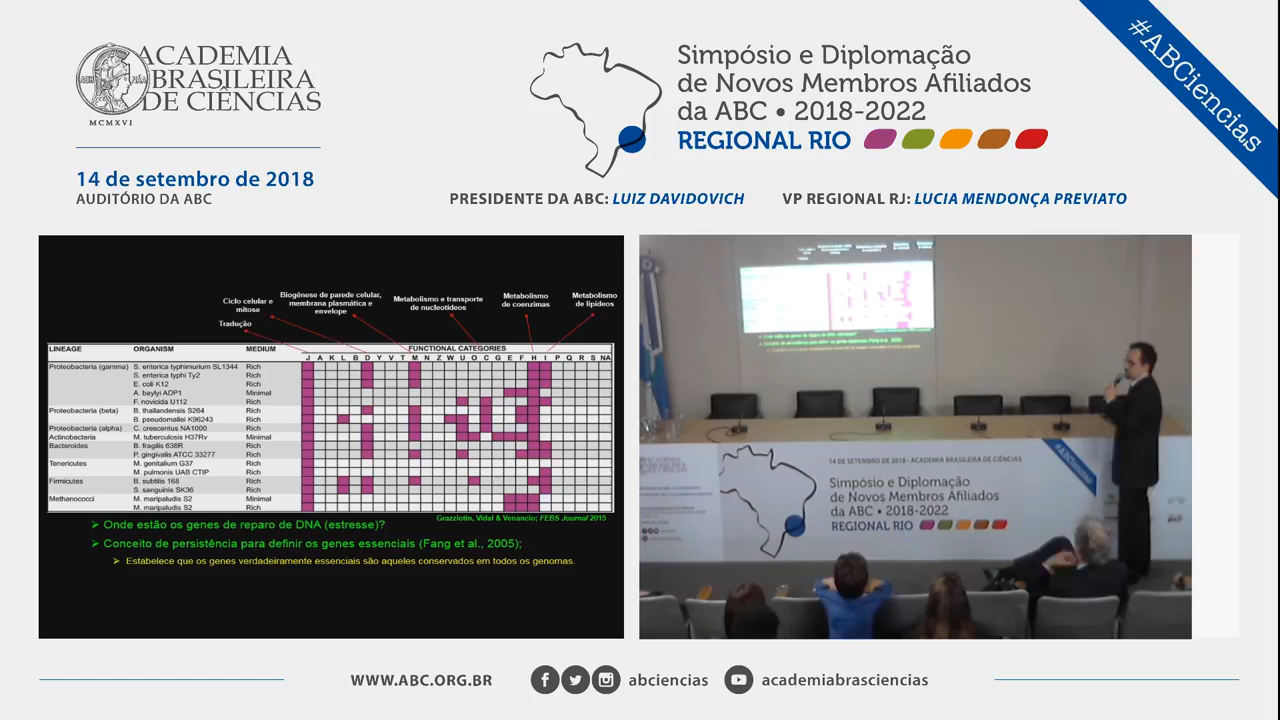 ACADEMIA
BRASILEIRA
DE CIÊNCIAS
MCMXVI
14 de setembro de 2018
AUDITÓRIO DA ABC
Simpósio e Diplomação
de Novos Membros Afiliados
da ABC • 2018-2022
REGIONAL RIO
#ABCiencias
PRESIDENTE DA ABC: LUIZ DAVIDOVICH VP REGIONAL RJ: LUCIA MENDONÇA PREVIATO
Ciclo celular e
mitose
Tradução
Biogênese de parede celular,
membrana plasmática e
envelope
Metabolismo e transporte
de nucleotídeos
Metabolismo
de coenzimas
Metabolismo
de lipídeos
LINEAGE ORGANISM MEDIUM FUNCTIONAL CATEGORIES
J A K L B D Y V T M N Z W U O C G E F H I P Q R S NA
Proteobacteria (gamma) S. enterica typhimurium SL1344 Rich
S. enterica typhi Ty2 Rich
E. coli K12 Rich
A. baylyi ADP1 Minimal
F. novicida U112 Rich
Proteobacteria (beta) B. thailandensis S264 Rich
B. pseudomallei K96243 Rich
Proteobacteria (alpha) C. crescentus NA1000 Rich
Actinobacteria M. tuberculosis H37Rv Minimal
Bacteroides B. fragilis 638R Rich
P. gingivalis ATCC 33277 Rich
Tenericutes M. genitalium G37 Rich
M. pulmonis UAB CTIP Rich
Firmicutes B. subtilis 168 Rich
S. sanguinis SK36 Rich
Methanococci M. maripaludis S2 Minimal
M. maripaludis S2 Rich
Grazziotin, Vidal & Venancio; FEBS Journal 2015
➢ Onde estão os genes de reparo de DNA (estresse)?
➢ Conceito de persistência para definir os genes essenciais (Fang et al., 2005);
➢ Estabelece que os genes verdadeiramente essenciais são aqueles conservados em todos os genomas.
14 DE SETEMBRO DE 2018 • ACADEMIA BRASILEIRA DE CIÊNCIAS
Simpósio e Diplomação
de Novos Membros Afiliados
da ABC • 2018-2022
REGIONAL RIO
WWW.ABC.ORG.BR abciencias academiabrasciencias